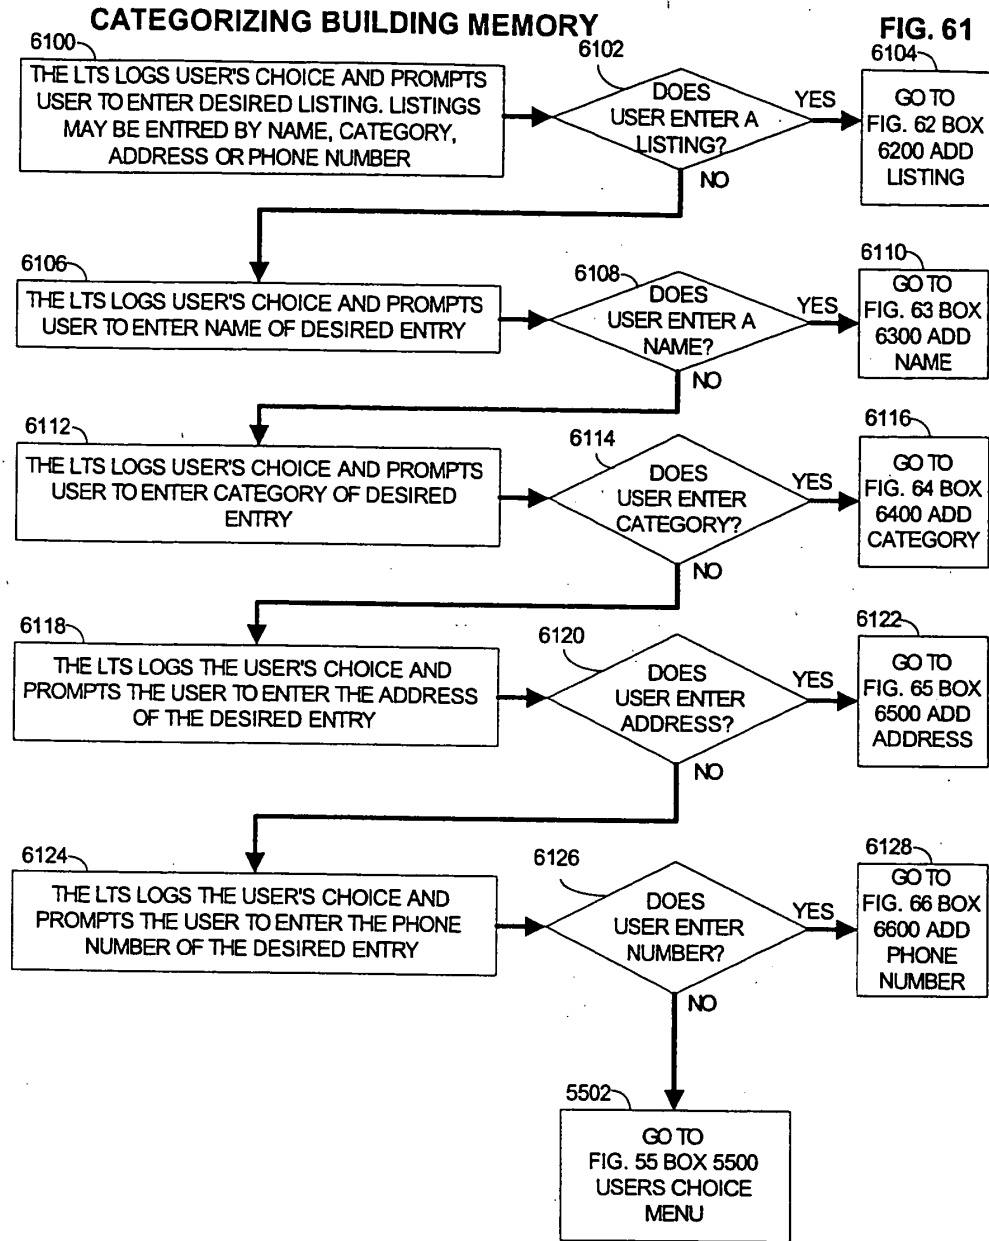 CATEGORIZING BUILDING MEMORY
FIG. 61
6100
THE LTS LOGS USER'S CHOICE AND PROMPTS
USER TO ENTER DESIRED LISTING. LISTINGS
MAY BE ENTRED BY NAME, CATEGORY,
ADDRESS OR PHONE NUMBER
6102
DOES
USER ENTER A
LISTING?
YES
NO
6104
GO TO
FIG. 62 BOX
6200 ADD
LISTING
6106
THE LTS LOGS USER'S CHOICE AND PROMPTS
USER TO ENTER NAME OF DESIRED ENTRY
6108
DOES
USER ENTER A
NAME?
YES
NO
6110
GO TO
FIG. 63 BOX
6300 ADD
NAME
6112
THE LTS LOGS USER'S CHOICE AND PROMPTS
USER TO ENTER CATEGORY OF DESIRED
ENTRY
6114
DOES
USER ENTER
CATEGORY?
YES
NO
6116
GO TO
FIG. 64 BOX
6400 ADD
CATEGORY
6118
THE LTS LOGS THE USER'S CHOICE AND
PROMPTS THE USER TO ENTER THE ADDRESS
OF THE DESIRED ENTRY
6120
DOES
USER ENTER
ADDRESS?
YES
NO
6122
GO TO
FIG. 65 BOX
6500 ADD
ADDRESS
6124
THE LTS LOGS THE USER'S CHOICE AND
PROMPTS THE USER TO ENTER THE PHONE
NUMBER OF THE DESIRED ENTRY
6126
DOES
USER ENTER
NUMBER?
YES
NO
6128
GO TO
FIG. 66 BOX
6600 ADD
PHONE
NUMBER
5502
GO TO
FIG. 55 BOX 5500
USERS CHOICE
MENU